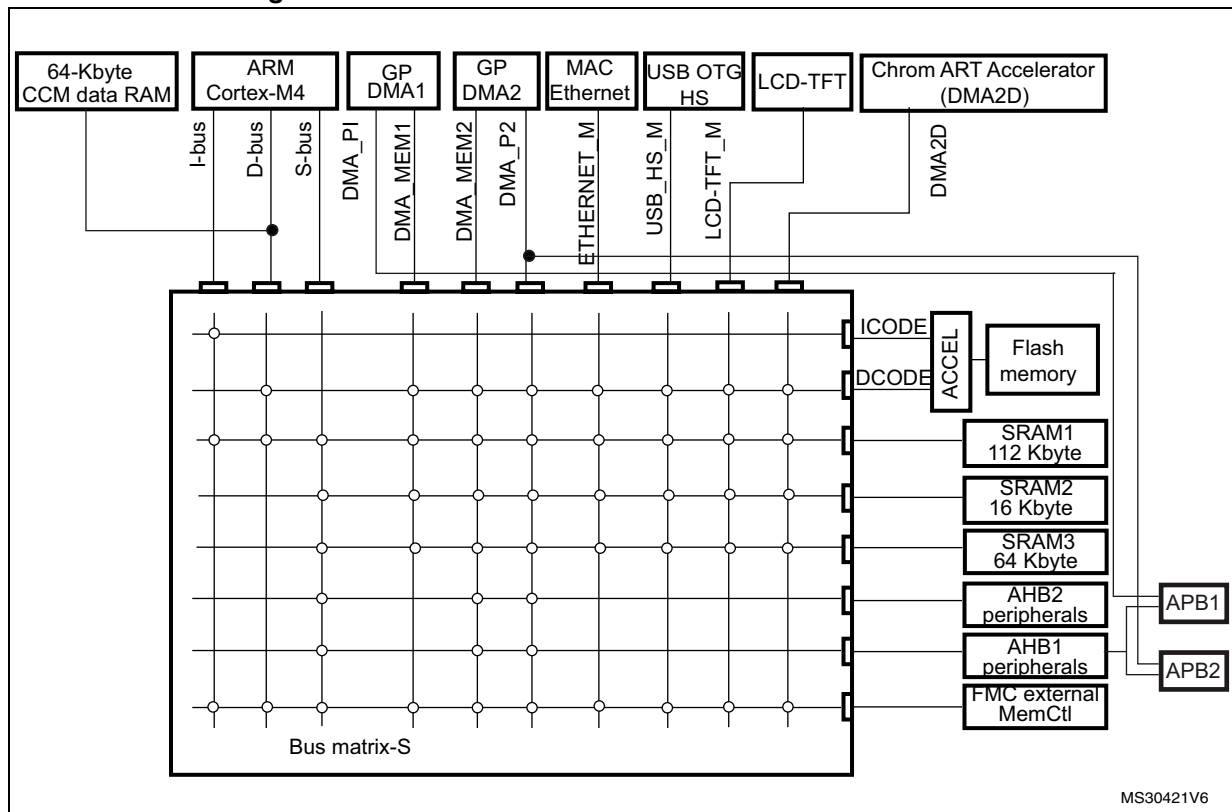 64-Kbyte
CCM data RAM
ARM
Cortex-M4
GP
DMA1
GP
DMA2
MAC
Ethernet
USB OTG
HS
LCD-TFT
Chrom ART Accelerator
(DMA2D)
I-bus
D-bus
S-bus
DMA_PI
DMA_MEM1
DMA_MEM2
DMA_P2
ETHERNET_M
USB_HS_M
LCD-TFT_M
DMA2D
ICODE
DCODE
ACCEL
Flash
memory
SRAM1
112 Kbyte
SRAM2
16 Kbyte
SRAM3
64 Kbyte
AHB2
peripherals
AHB1
peripherals
FMC external
MemCtl
APB1
APB2
Bus matrix-S
MS30421V6